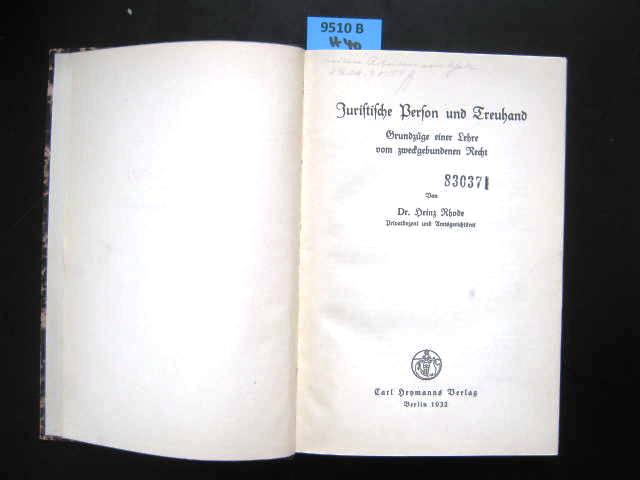 9510 B
H 40
Juristische Person und Treuhand
Grundzüge einer Lehre
vom zweckgebundenen Recht
830371
Von
Dr. Heinz Rhode
Privatdozent und Amtsgerichtsrat
Carl Heymanns Verlag
Berlin 1932